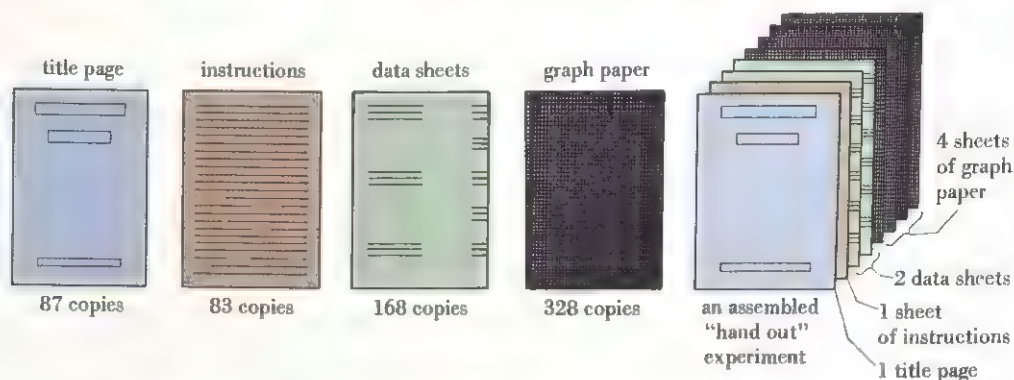 title page
instructions
data sheets
graph paper
87 copies
83 copies
168 copies
328 copies
an assembled
“hand out”
experiment
4 sheets
of graph
paper
2 data sheets
1 sheet
of instructions
1 title page